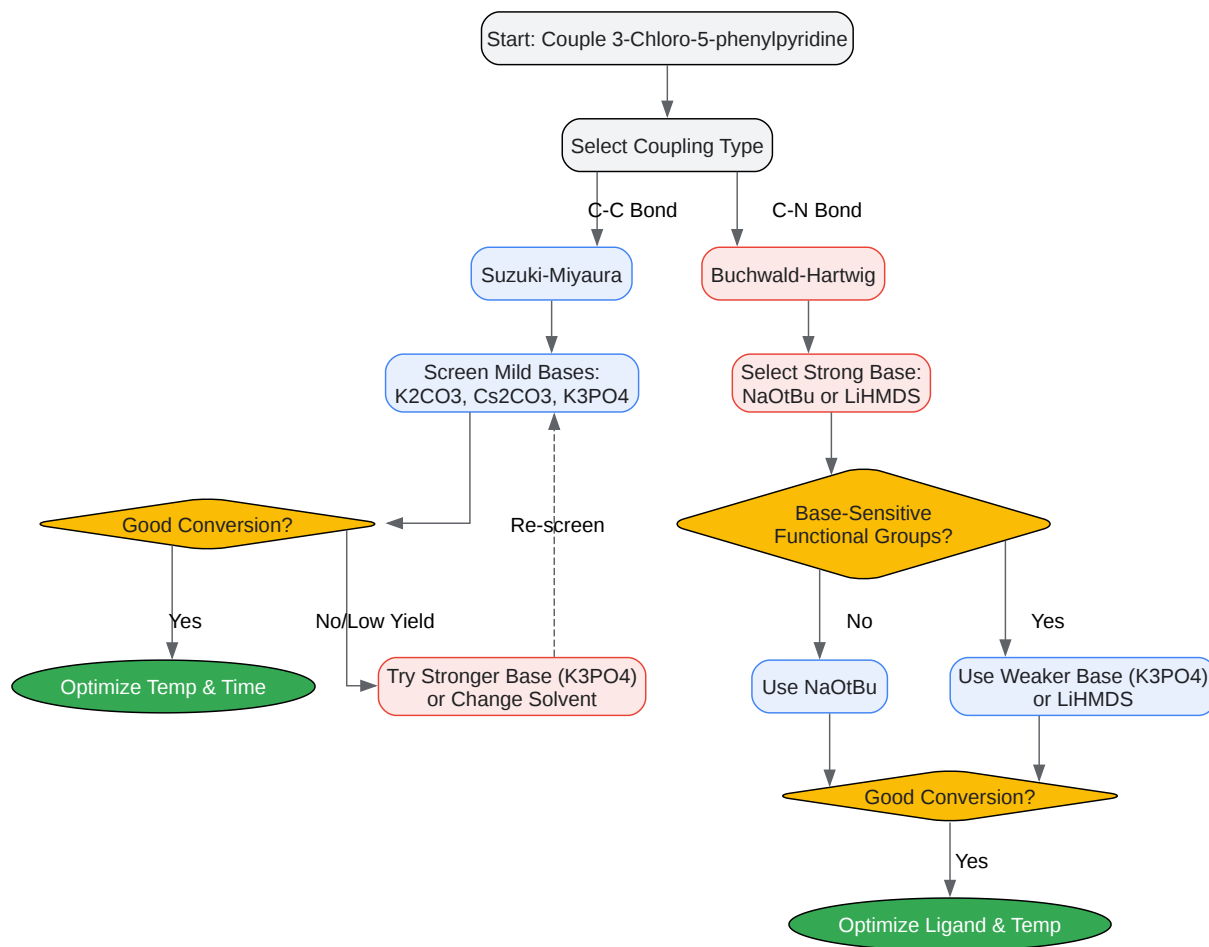 Start: Couple 3-Chloro-5-phenylpyridine
Select Coupling Type
C-C Bond
C-N Bond
Suzuki-Miyaura
Buchwald-Hartwig
Screen Mild Bases:
K2CO3, Cs2CO3, K3PO4
Select Strong Base:
NaOtBu or LiHMDS
Good Conversion?
Re-screen
Base-Sensitive
Functional Groups?
Yes
No/Low Yield
No
Yes
Optimize Temp & Time
Try Stronger Base (K3PO4)
or Change Solvent
Use NaOtBu
Use Weaker Base (K3PO4)
or LiHMDS
Good Conversion?
Yes
Optimize Ligand & Temp